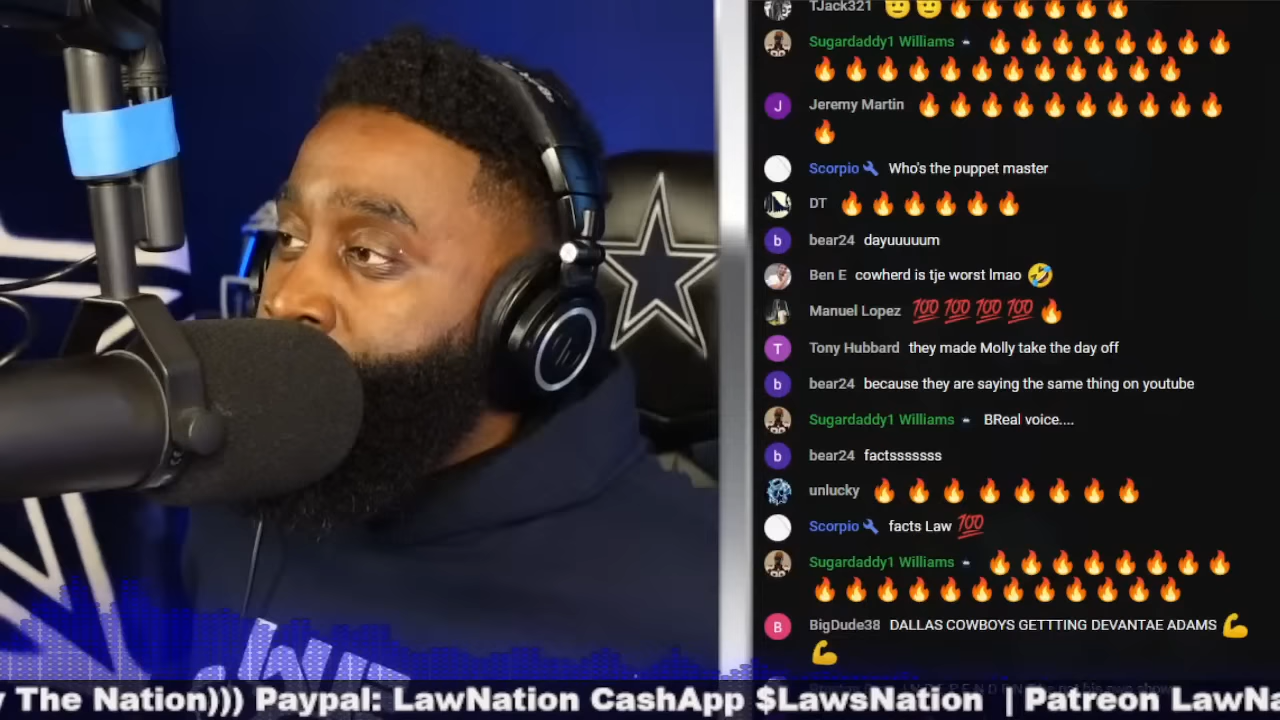 TJack321
Sugardaddy1 Williams
Jeremy Martin
Scorpio Who's the puppet master
DT
bear24 dayuuuuum
Ben E cowherd is tje worst lmao
Manuel Lopez 💯 💯 💯 💯
Tony Hubbard they made Molly take the day off
bear24 because they are saying the same thing on youtube
Sugardaddy1 Williams BReal voice....
bear24 factsssssss
unlucky
Scorpio facts Law 💯
Sugardaddy1 Williams
BigDude38 DALLAS COWBOYS GETTTING DEVANTAE ADAMS
y The Nation))) Paypal: LawNation CashApp $LawsNation | Patreon LawNa
J
b
T
b
b
B